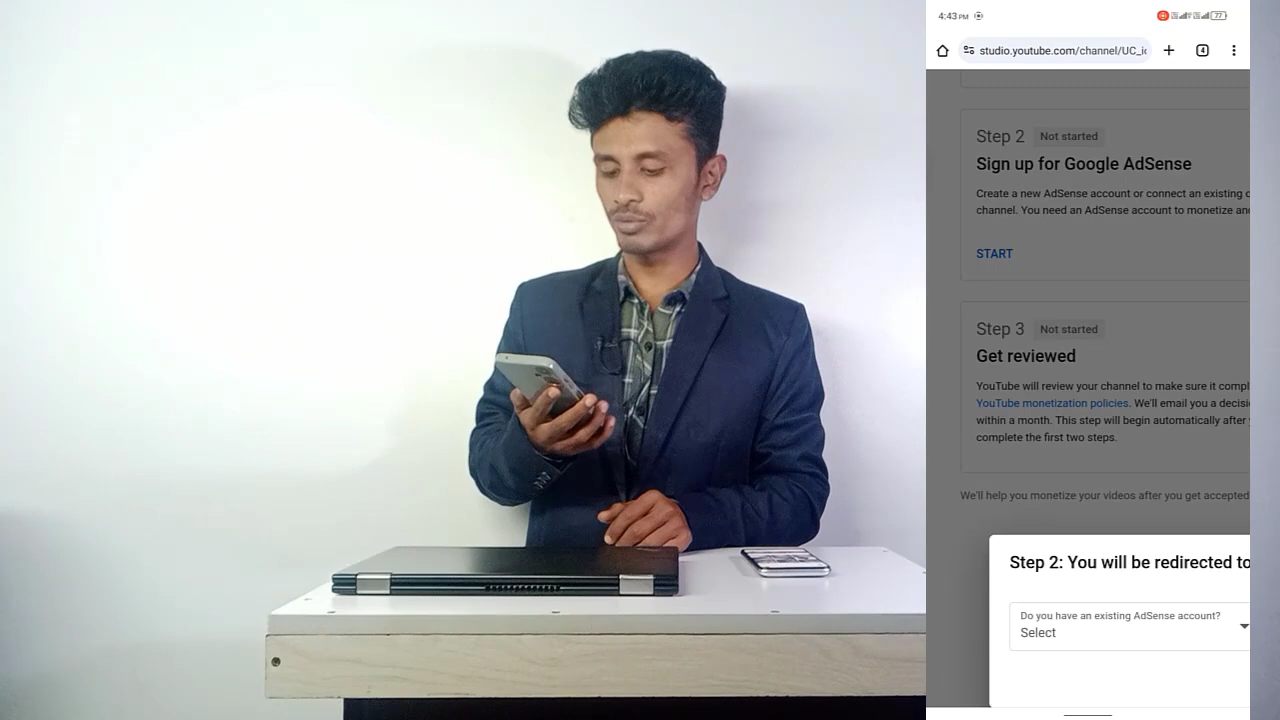 4:43 PM
77
studio.youtube.com/channel/UC_i
4
Step 2 Not started
Sign up for Google AdSense
Create a new AdSense account or connect an existing
channel. You need an AdSense account to monetize
START
Step 3 Not started
Get reviewed
YouTube will review your channel to make sure it
YouTube monetization policies. We'll email you a
within a month. This step will begin automatically after
complete the first two steps.
We'll help you monetize your videos after you get accepted
Step 2: You will be redirected to
Do you have an existing AdSense account?
Select